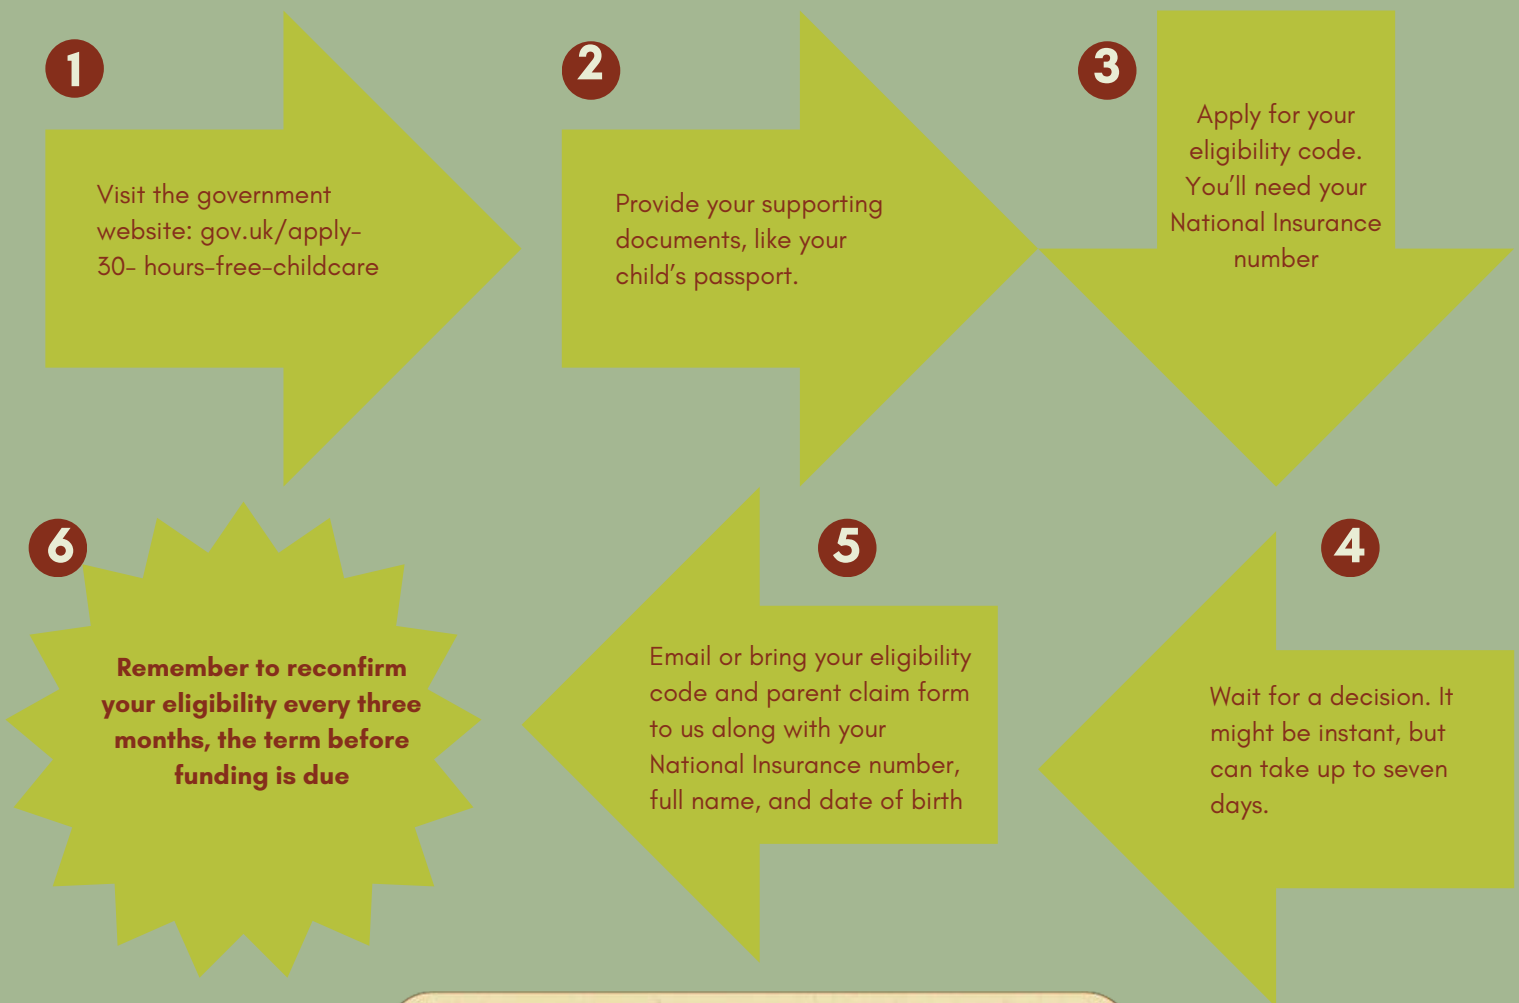 1
Visit the government
website: gov.uk/apply-
30- hours-free-childcare
2
Provide your supporting
documents, like your
child’s passport.
3
Apply for your
eligibility code.
You’ll need your
National Insurance
number
4
Wait for a decision. It
might be instant, but
can take up to seven
days.
5
Email or bring your eligibility
code and parent claim form
to us along with your
National Insurance number,
full name, and date of birth
6
Remember to reconfirm
your eligibility every three
months, the term before
funding is due